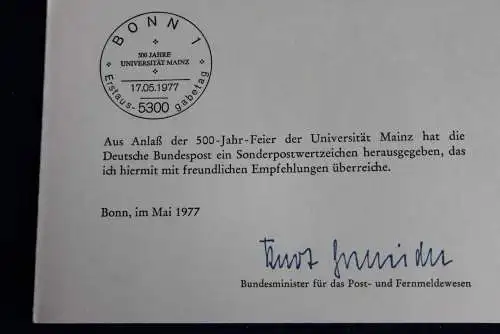 BONN 1
500 JAHRE
UNIVERSITÄT MAINZ
17.05.1977
5300
Erstausgabetag
Aus Anlaß der 500-Jahr-Feier der Universität Mainz hat die
Deutsche Bundespost ein Sonderpostwertzeichen herausgegeben, das
ich hiermit mit freundlichen Empfehlungen überreiche.
Bonn, im Mai 1977
Kurt
Bundesminister für das Post- und Fernmeldewesen